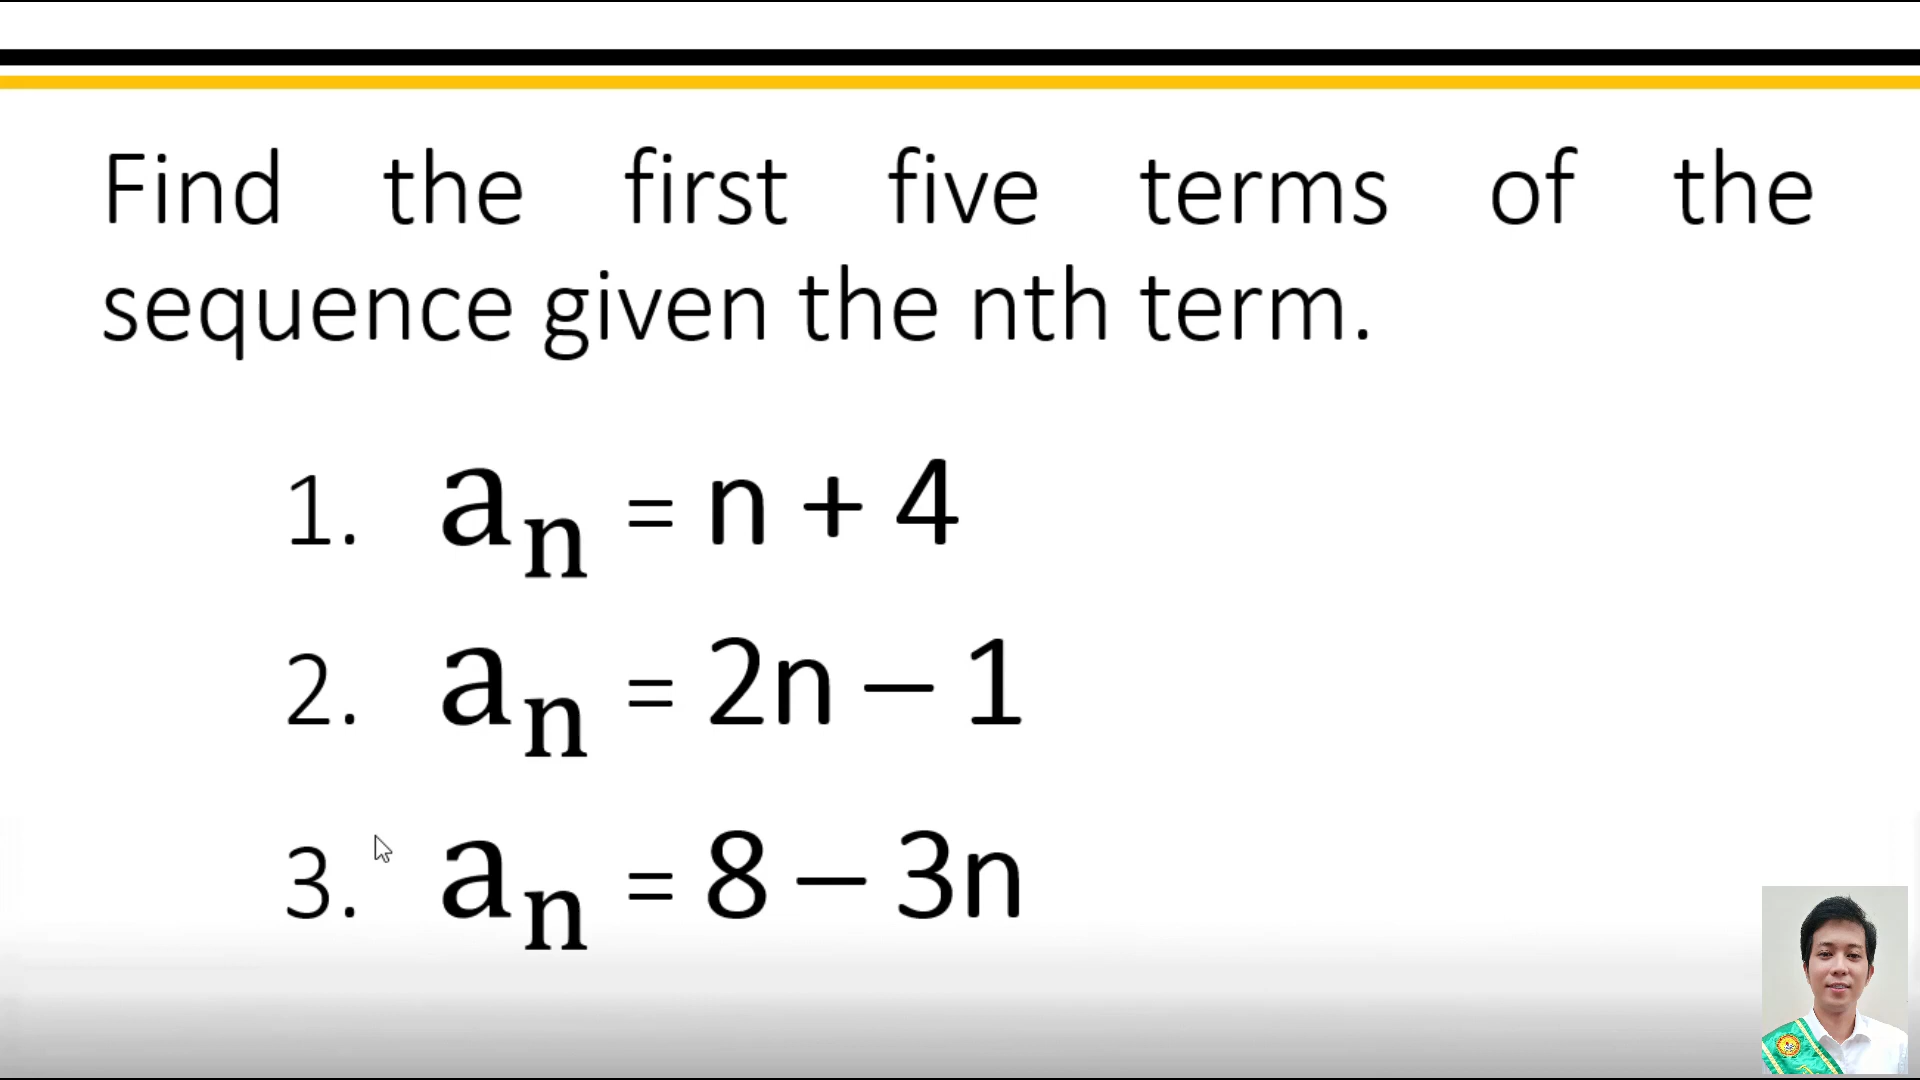 Find the first five terms of the
sequence given the nth term.
1. aₙ = n + 4
2. aₙ = 2n – 1
3. aₙ = 8 – 3n